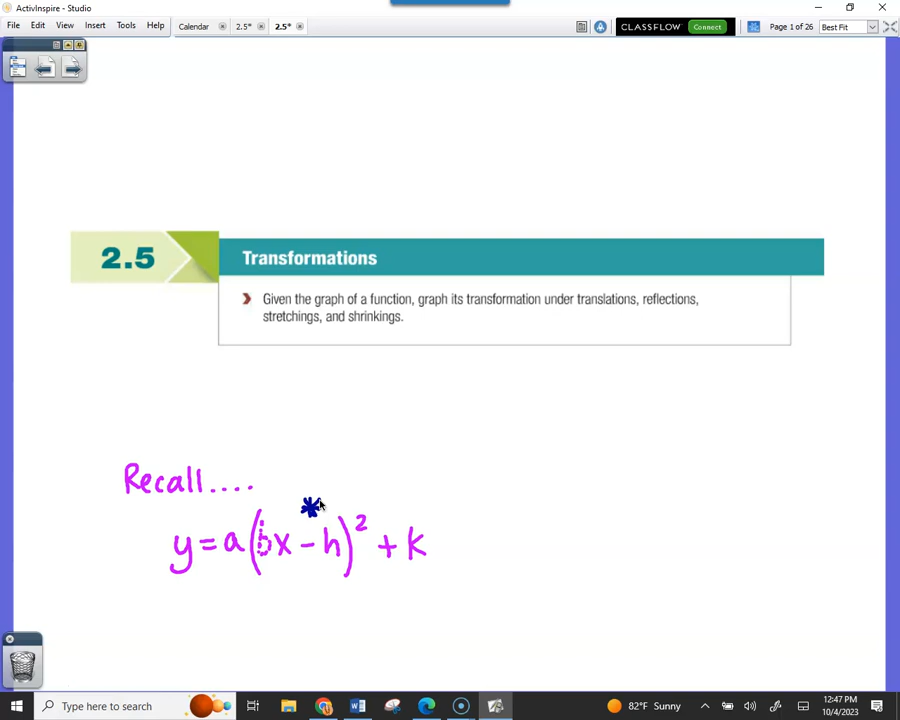 ActivInspire - Studio
File Edit View Insert Tools Help Calendar 2.5* 2.5* CLASSFLOW Connect Page 1 of 26 Best Fit
2.5 Transformations
Given the graph of a function, graph its transformation under translations, reflections,
stretchings, and shrinkings.
Recall....
*
y=a(bx-h)²+k
Type here to search 82°F Sunny 12:47 PM
10/4/2023